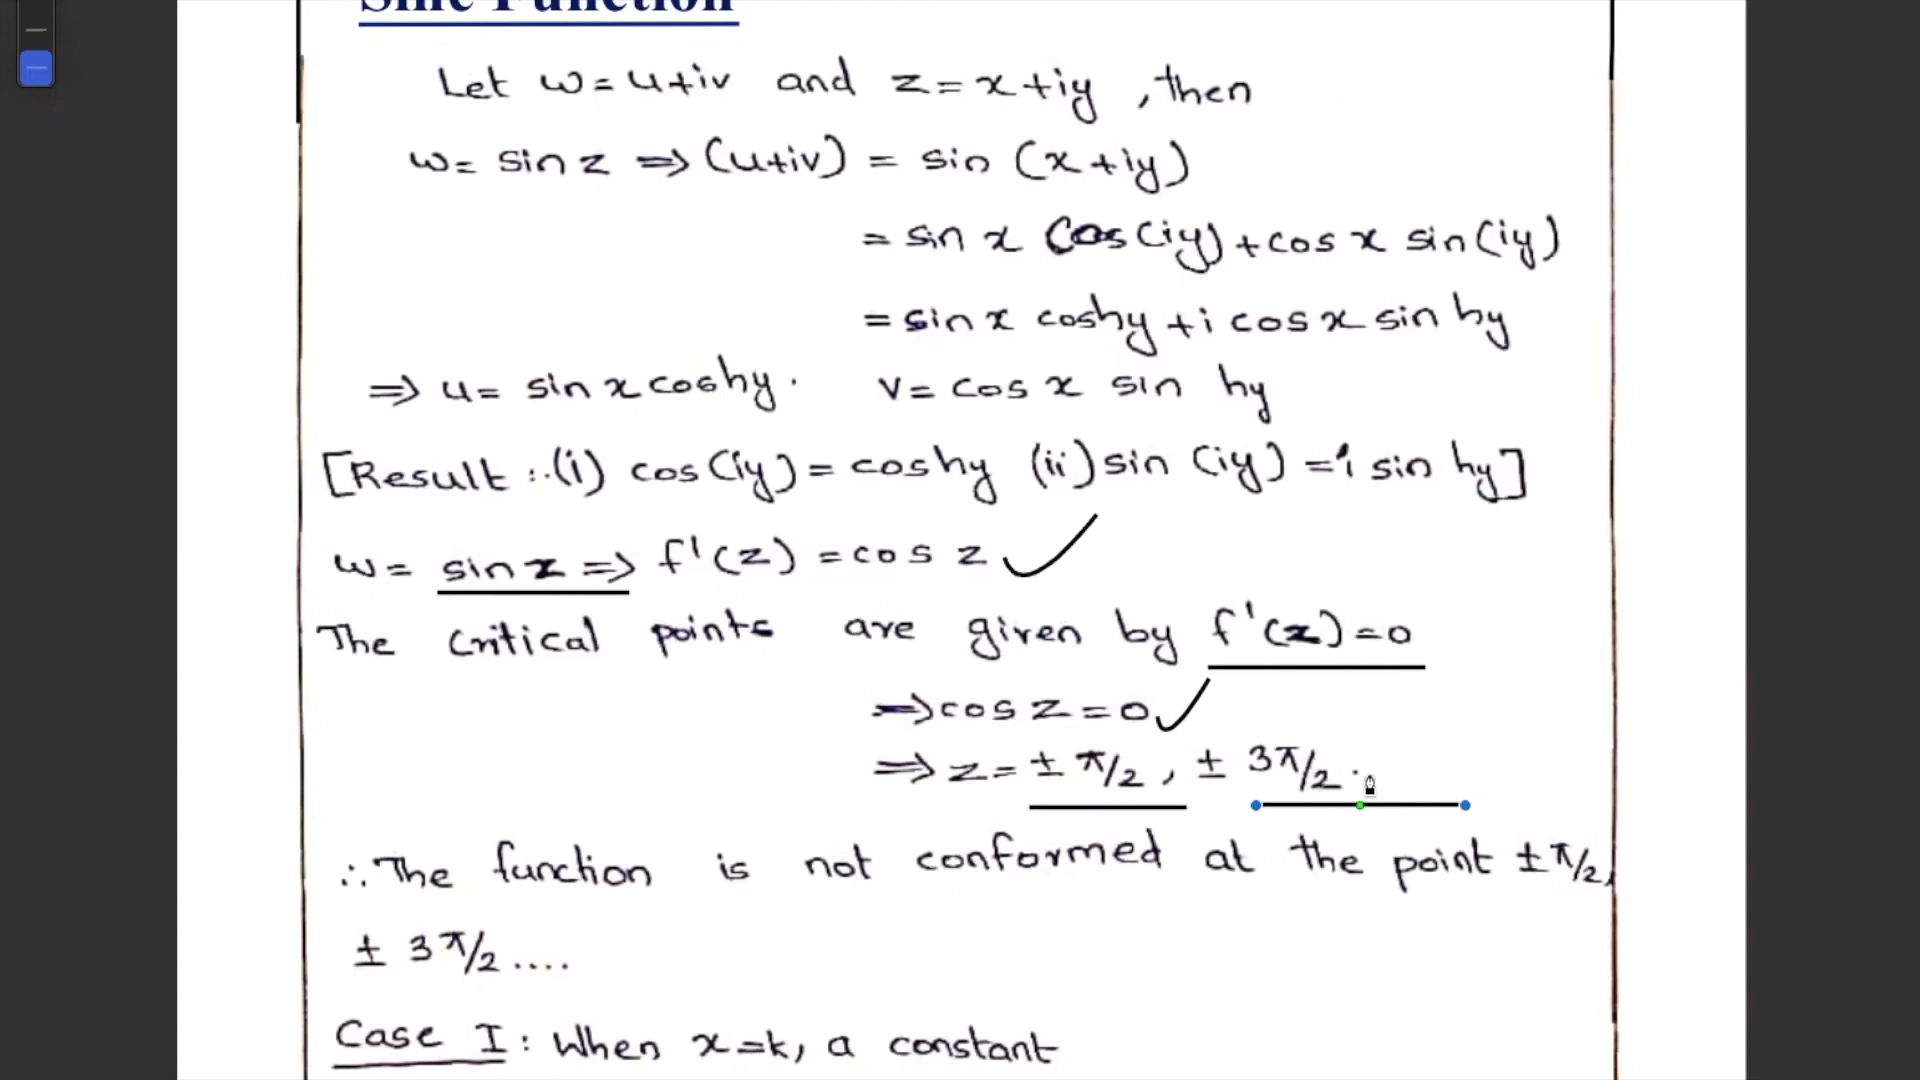 Sine Function
Let w = u+iv and z = x+iy , then
w = sin z ⇒ (u+iv) = sin (x+iy)
= sin x cos(iy) + cos x sin(iy)
= sin x coshy + i cos x sin hy
⇒ u = sin x coshy . v = cos x sin hy
[Result :. (i) cos(iy) = coshy (ii) sin (iy) = i sin hy]
w = sin z ⇒ f'(z) = cos z ✓
The critical points are given by f'(z) = 0
⇒ cos z = 0 ✓
⇒ z = ± π/2 , ± 3π/2 .
∴ The function is not conformed at the point ± π/2,
± 3π/2 ....
Case I : When x = k, a constant